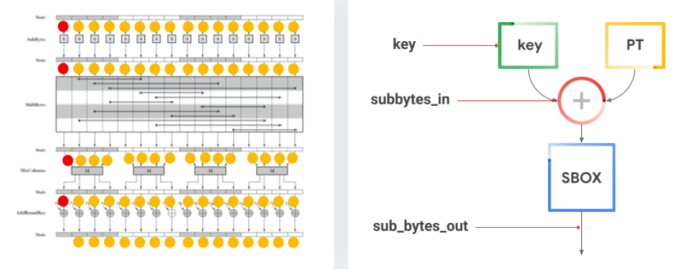 State
SubBytes
State
ShiftRows
State
MixColumns
M
M
M
M
State
AddRoundKey
State
key
key
PT
subbytes_in
+
SBOX
sub_bytes_out